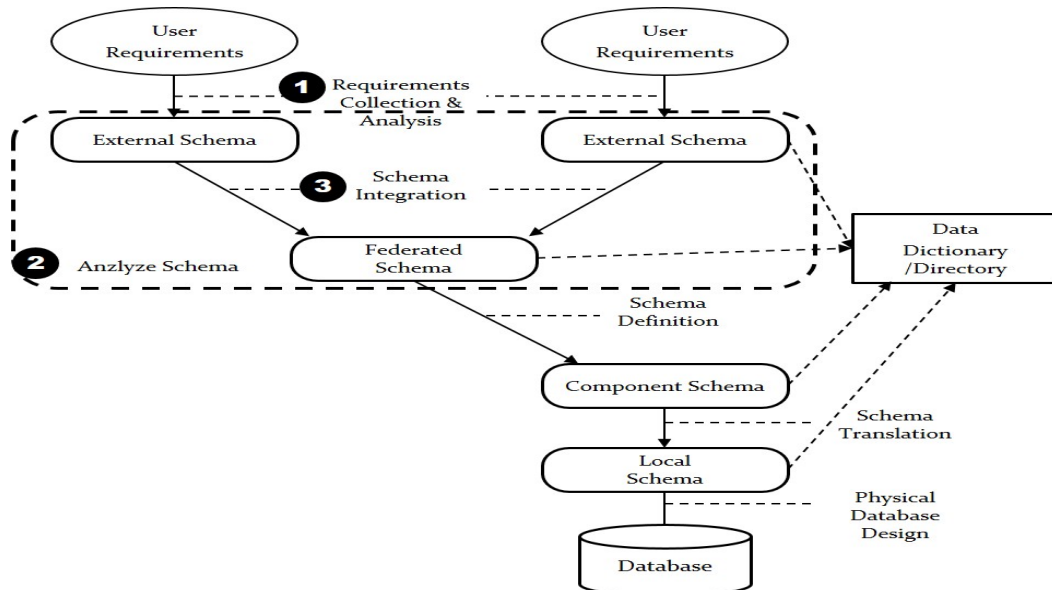 User
Requirements
User
Requirements
1
Requirements
Collection &
Analysis
External Schema
External Schema
3
Schema
Integration
Data
Dictionary
/Directory
Federated
Schema
2
Anzlyze Schema
Schema
Definition
Component Schema
Schema
Translation
Local
Schema
Physical
Database
Design
Database